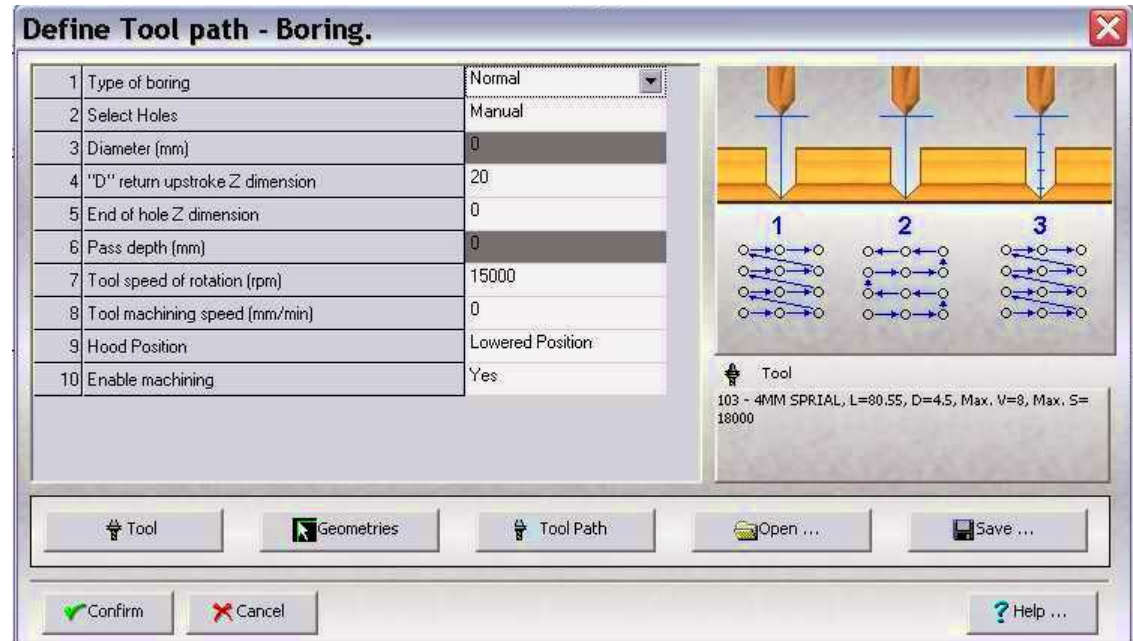 Define Tool path - Boring.
1 Type of boring Normal
2 Select Holes Manual
3 Diameter (mm) 0
4 "D" return upstroke Z dimension 20
5 End of hole Z dimension 0
6 Pass depth (mm) 0
7 Tool speed of rotation (rpm) 15000
8 Tool machining speed (mm/min) 0
9 Hood Position Lowered Position
10 Enable machining Yes
1 2 3
Tool
103 - 4MM SPRIAL, L=80.55, D=4.5, Max. V=8, Max. S=
18000
Tool Geometries Tool Path Open ... Save ...
Confirm Cancel Help ...